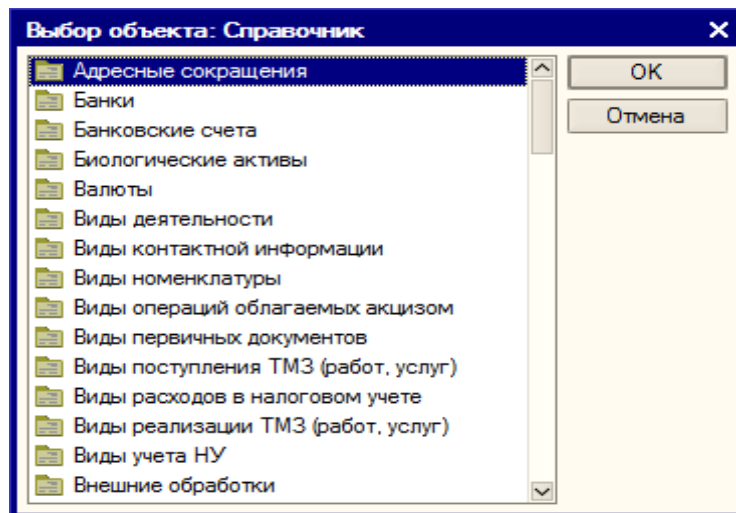 Выбор объекта: Справочник
Адресные сокращения
OK
Банки
Отмена
Банковские счета
Биологические активы
Валюты
Виды деятельности
Виды контактной информации
Виды номенклатуры
Виды операций облагаемых акцизом
Виды первичных документов
Виды поступления ТМЗ (работ, услуг)
Виды расходов в налоговом учете
Виды реализации ТМЗ (работ, услуг)
Виды учета НУ
Внешние обработки